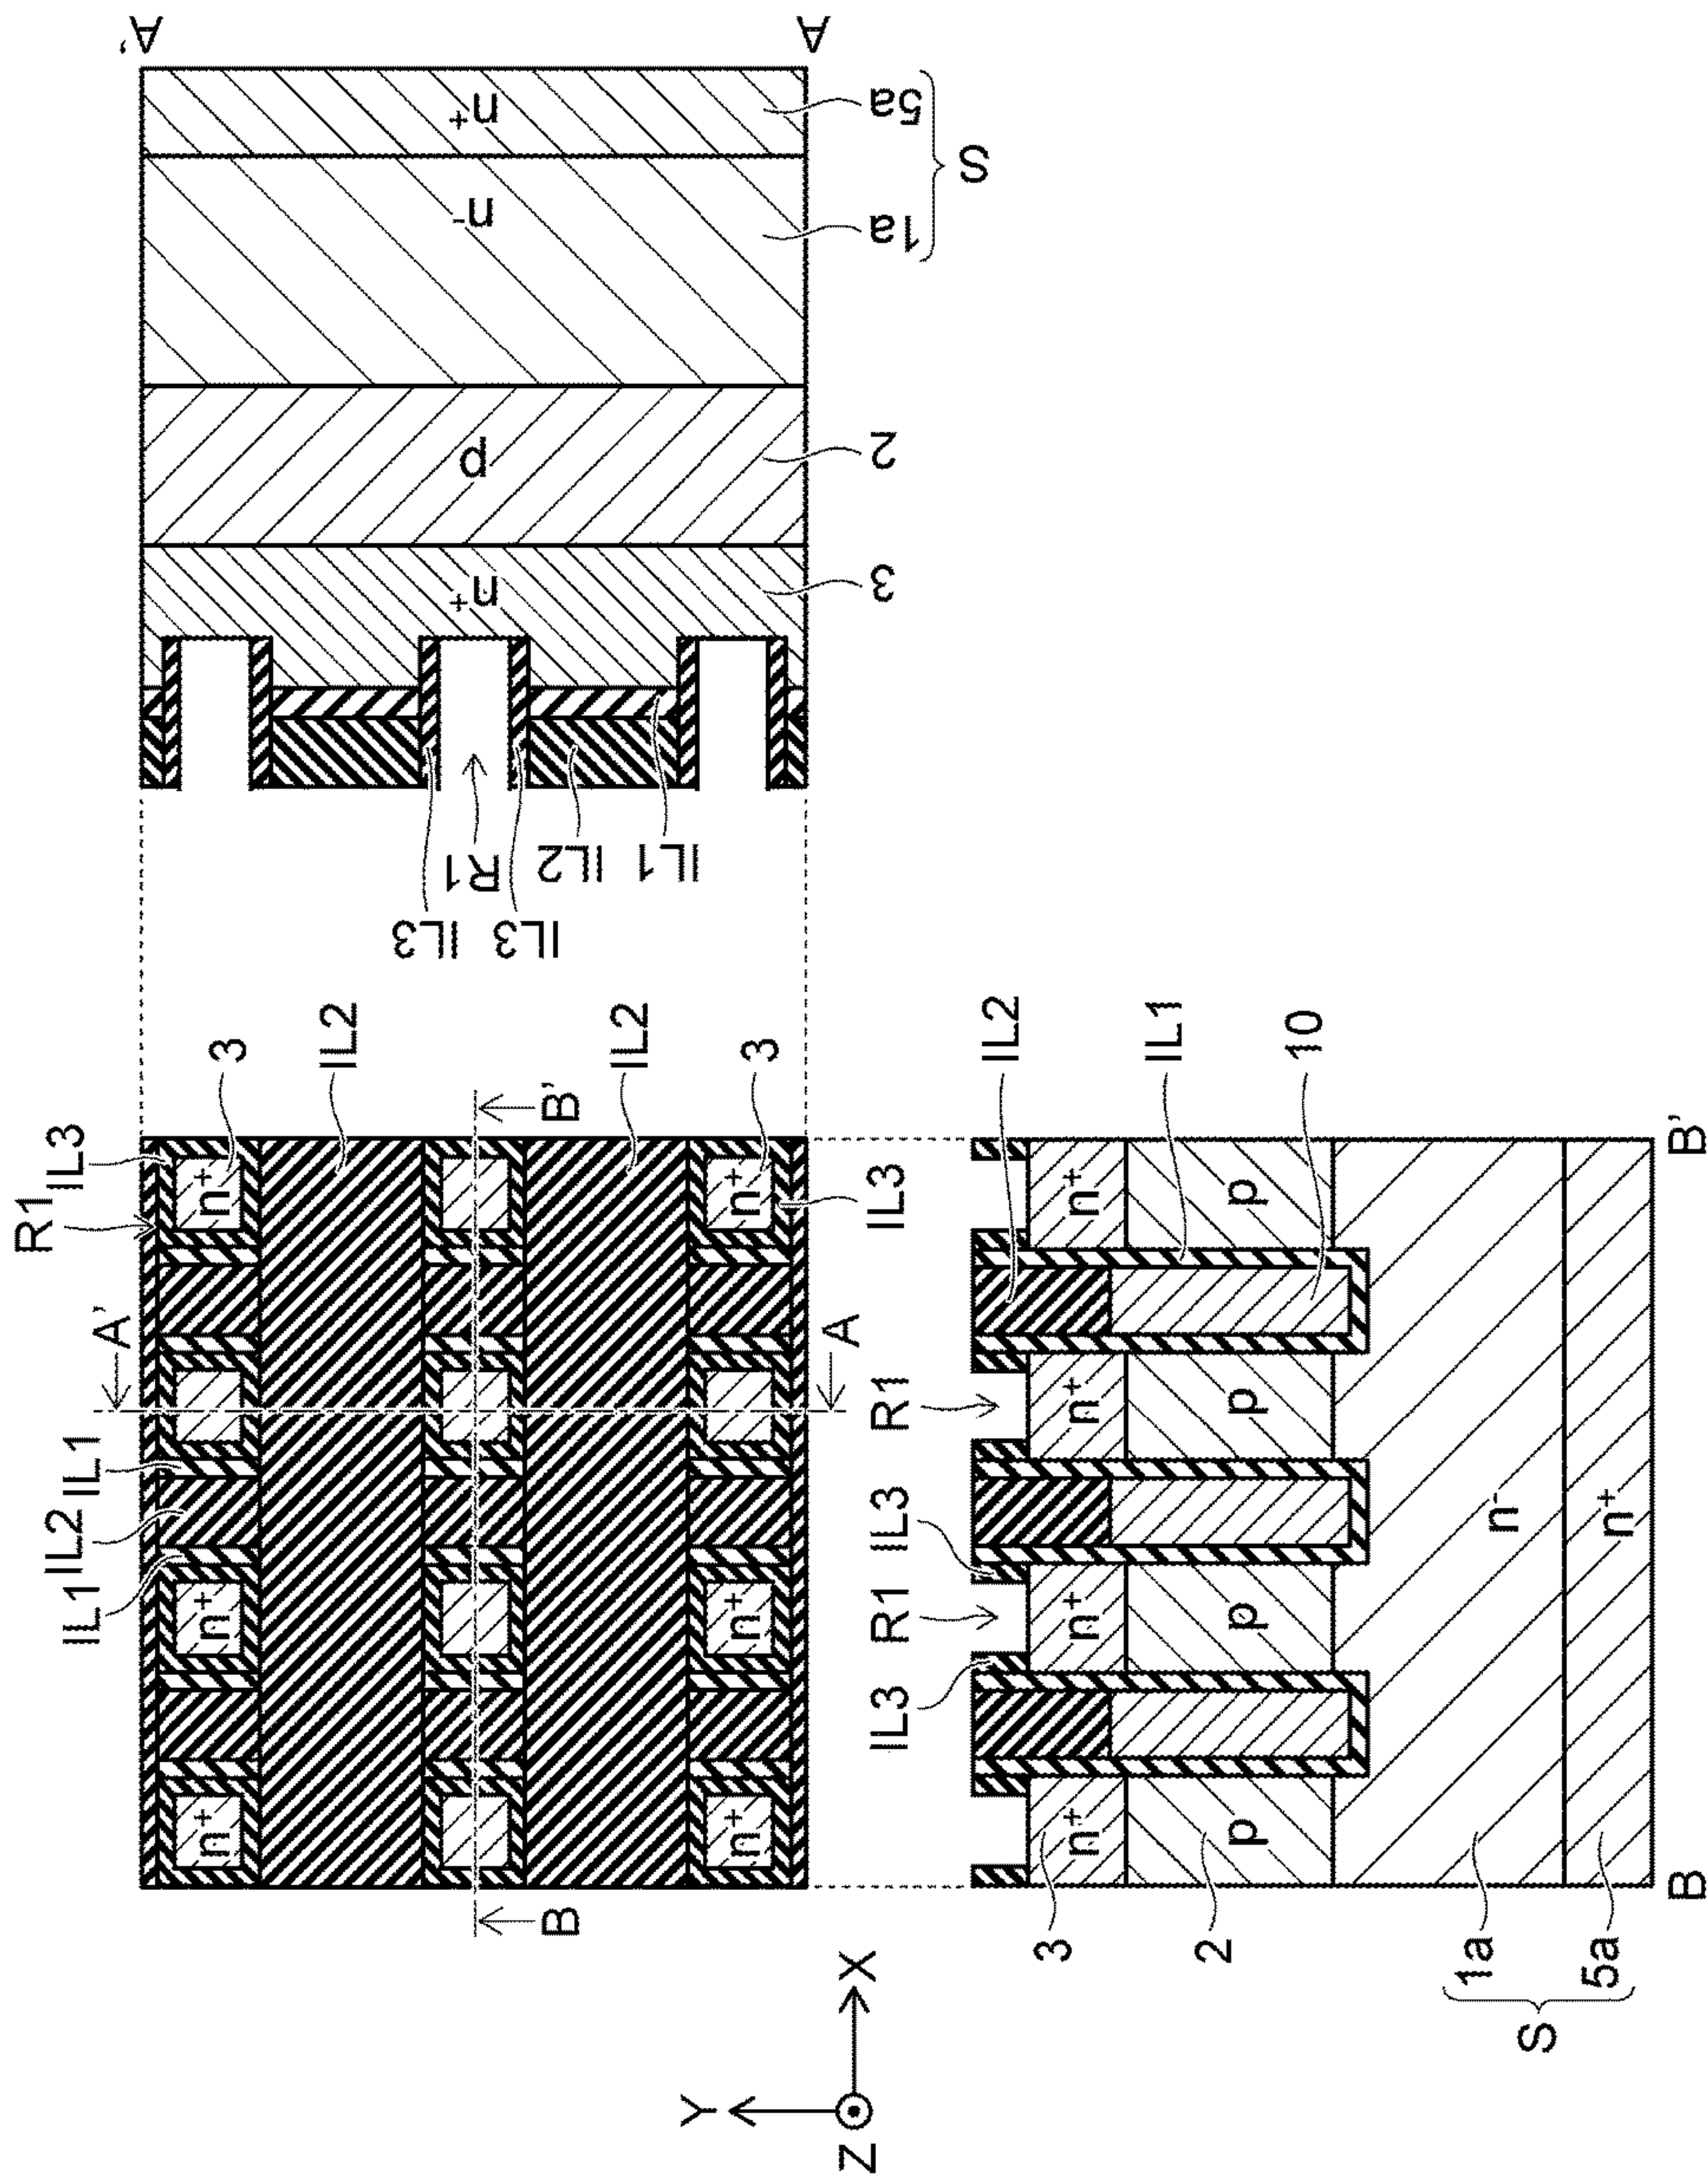 A'
A
n+
5a
S
n-
1a
p
2
n+
3
IL1
IL2
R1
IL3
IL3
R1
IL3
3
IL2
IL2
3
IL3
A'
A
B'
B
IL1
IL2
IL1
n+
n+
n+
n+
n+
n+
IL2
IL1
10
B'
R1
IL3
R1
IL3
n+
n+
n+
n+
p
p
p
p
n-
n+
3
2
1a
5a
S
B
Y
X
Z